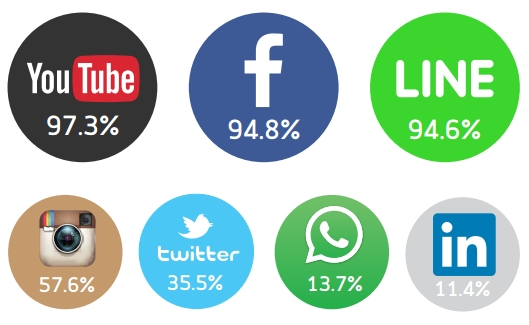 YouTube
97.3%
f
94.8%
LINE
94.6%
57.6%
twitter
35.5%
13.7%
in
11.4%